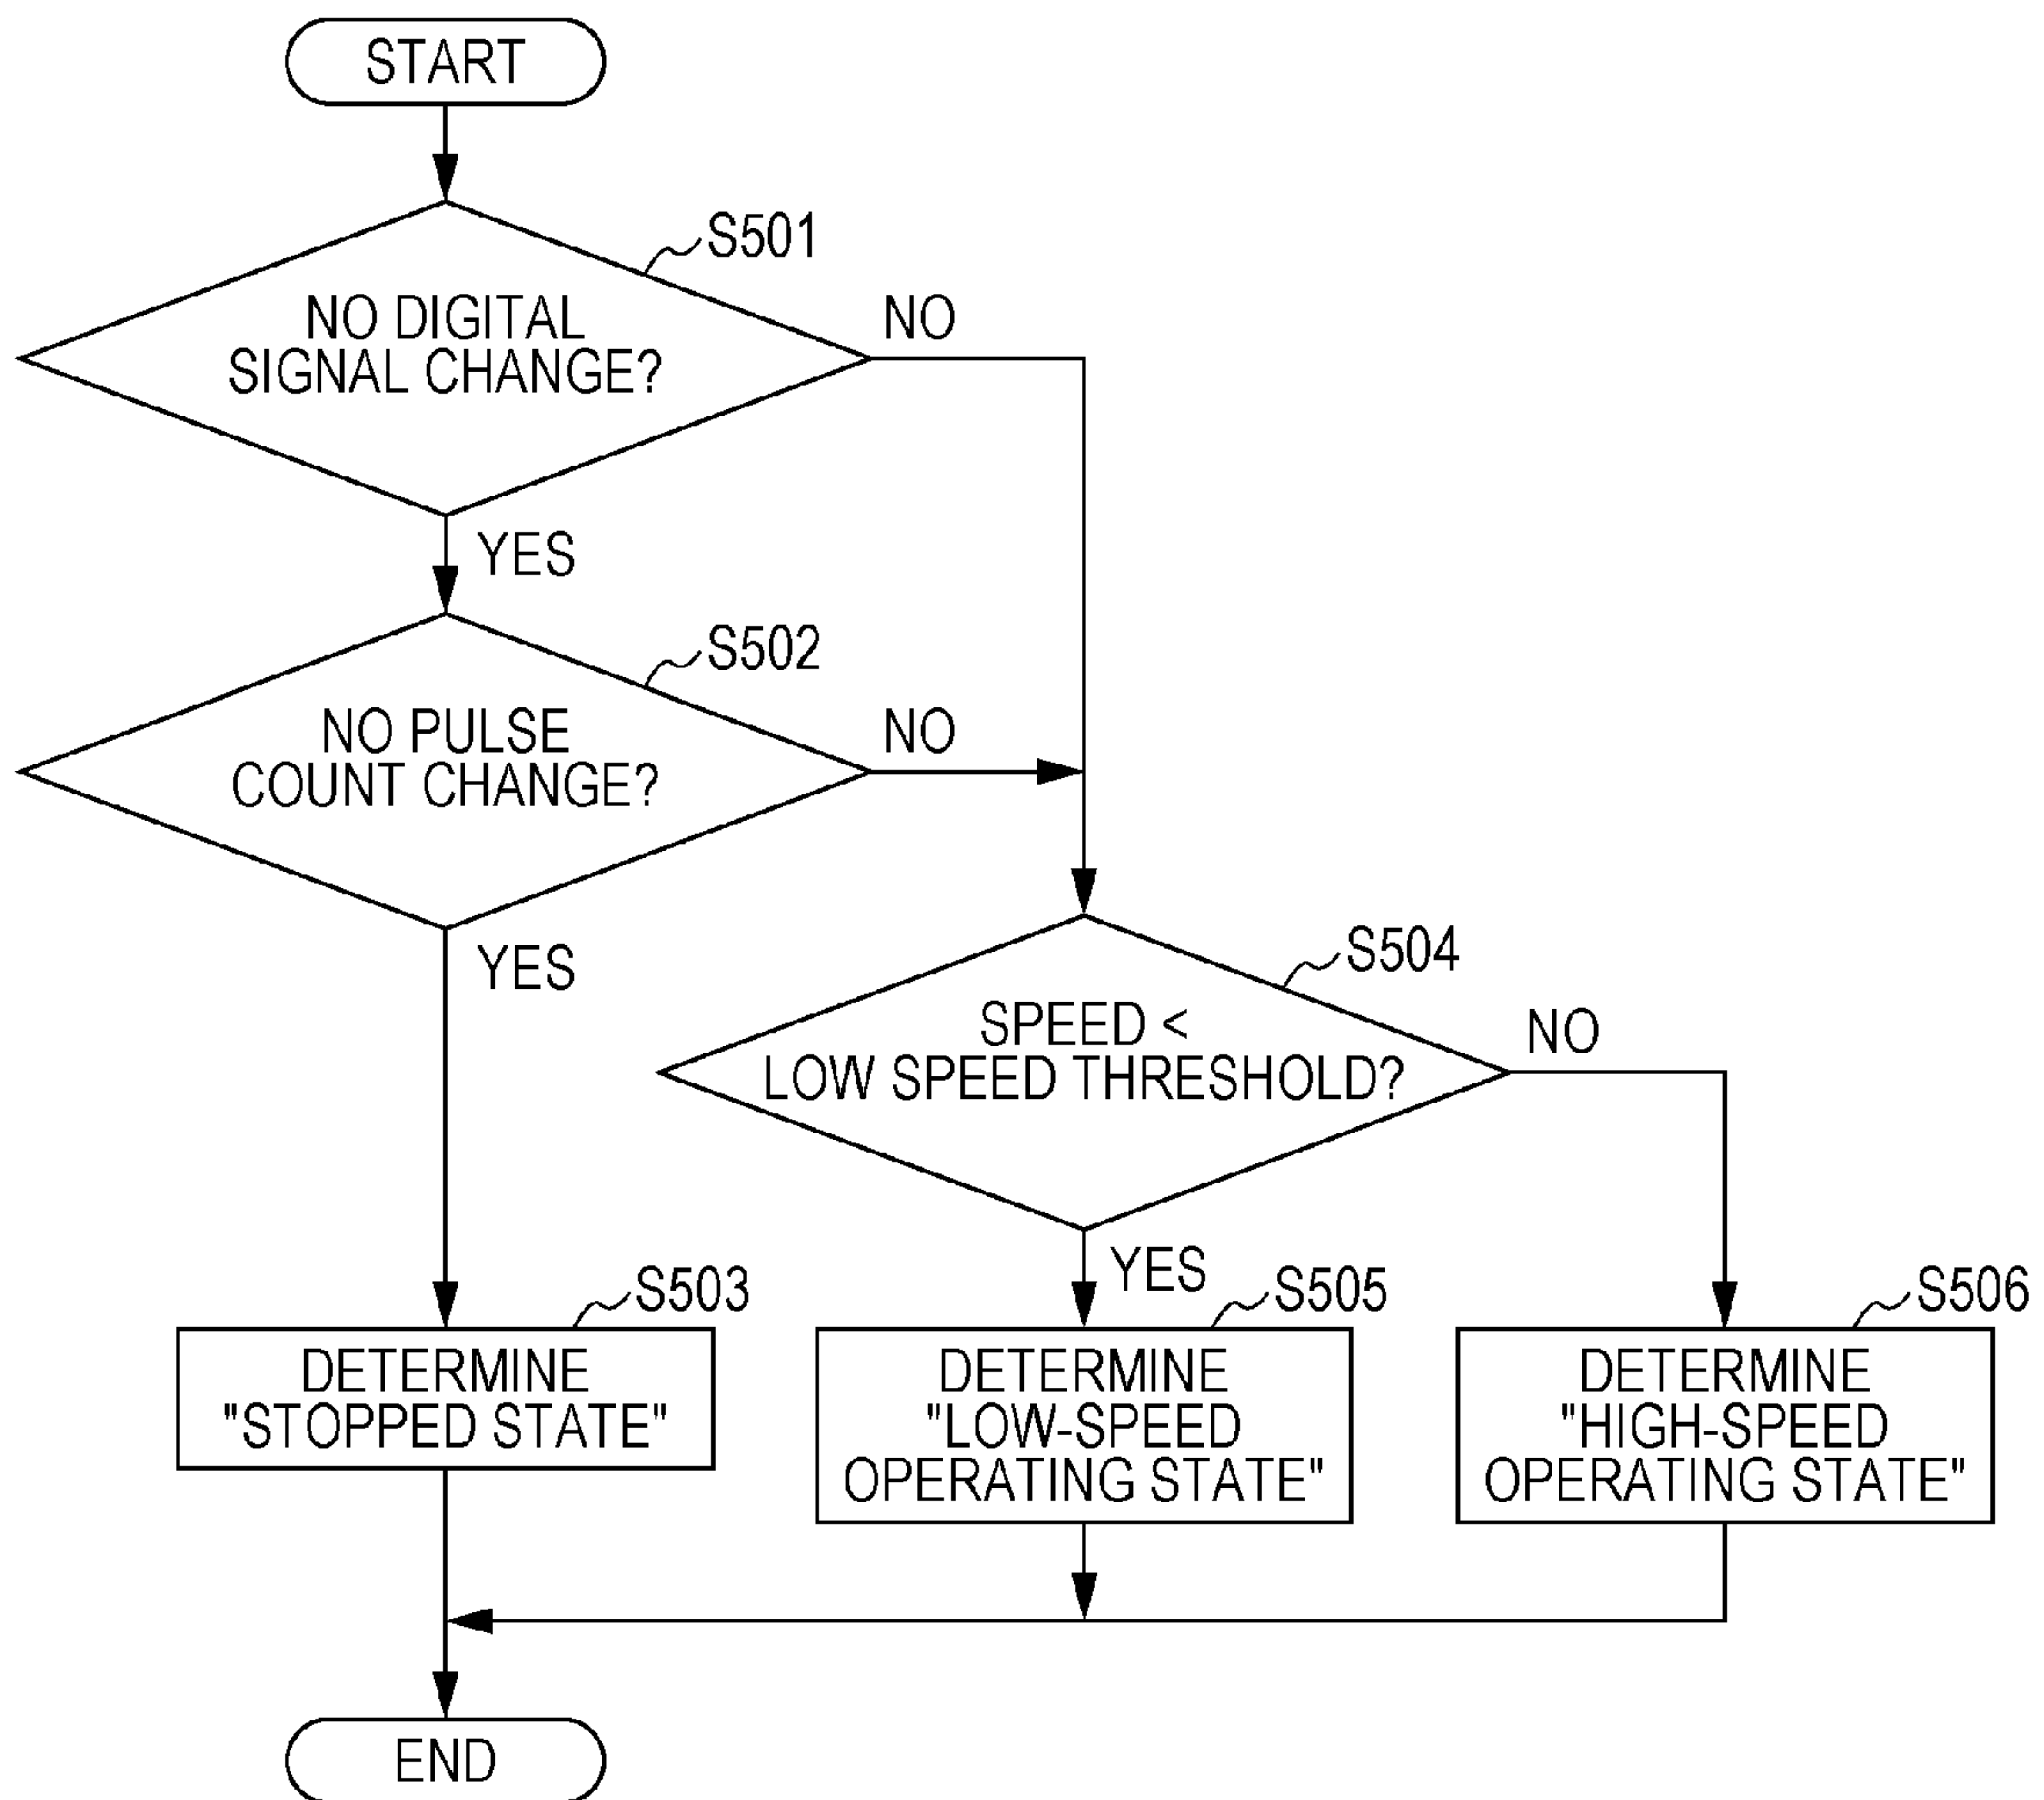 START
S501
NO DIGITAL
SIGNAL CHANGE?
NO
YES
S502
NO PULSE
COUNT CHANGE?
NO
YES
S504
SPEED <
LOW SPEED THRESHOLD?
NO
YES
S503
DETERMINE
"STOPPED STATE"
S505
DETERMINE
"LOW-SPEED
OPERATING STATE"
S506
DETERMINE
"HIGH-SPEED
OPERATING STATE"
END